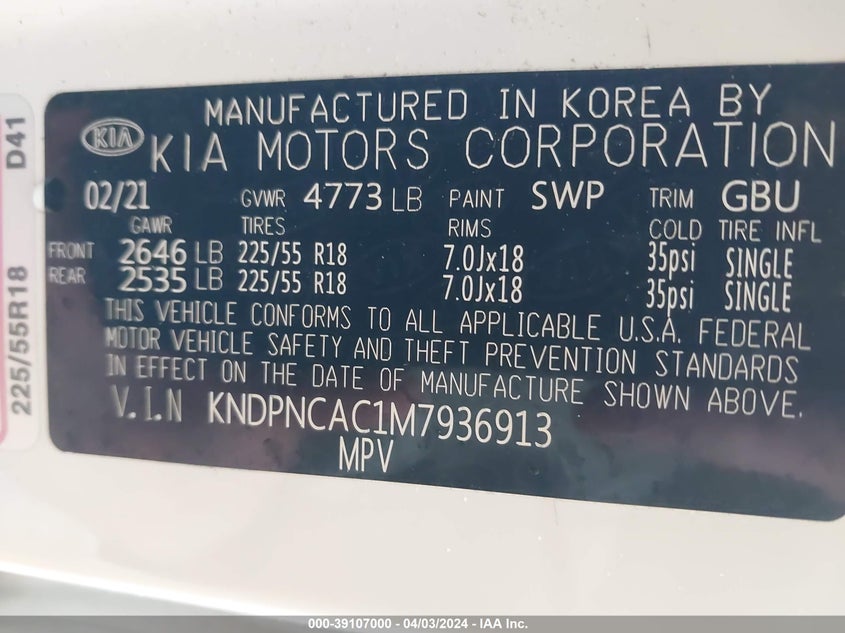 MANUFACTURED IN KOREA BY
KIA
KIA MOTORS CORPORATION
02/21 GVWR 4773 LB PAINT SWP TRIM GBU
GAWR TIRES RIMS COLD TIRE INFL
FRONT 2646 LB 225/55 R18 7.0Jx18 35psi SINGLE
REAR 2535 LB 225/55 R18 7.0Jx18 35psi SINGLE
THIS VEHICLE CONFORMS TO ALL APPLICABLE U.S.A. FEDERAL
MOTOR VEHICLE SAFETY AND THEFT PREVENTION STANDARDS
IN EFFECT ON THE DATE OF MANUFACTURE SHOWN ABOVE.
V.I.N KNDPNCAC1M7936913
MPV
225/55R18 D41
000-39107000 - 04/03/2024 - IAA Inc.